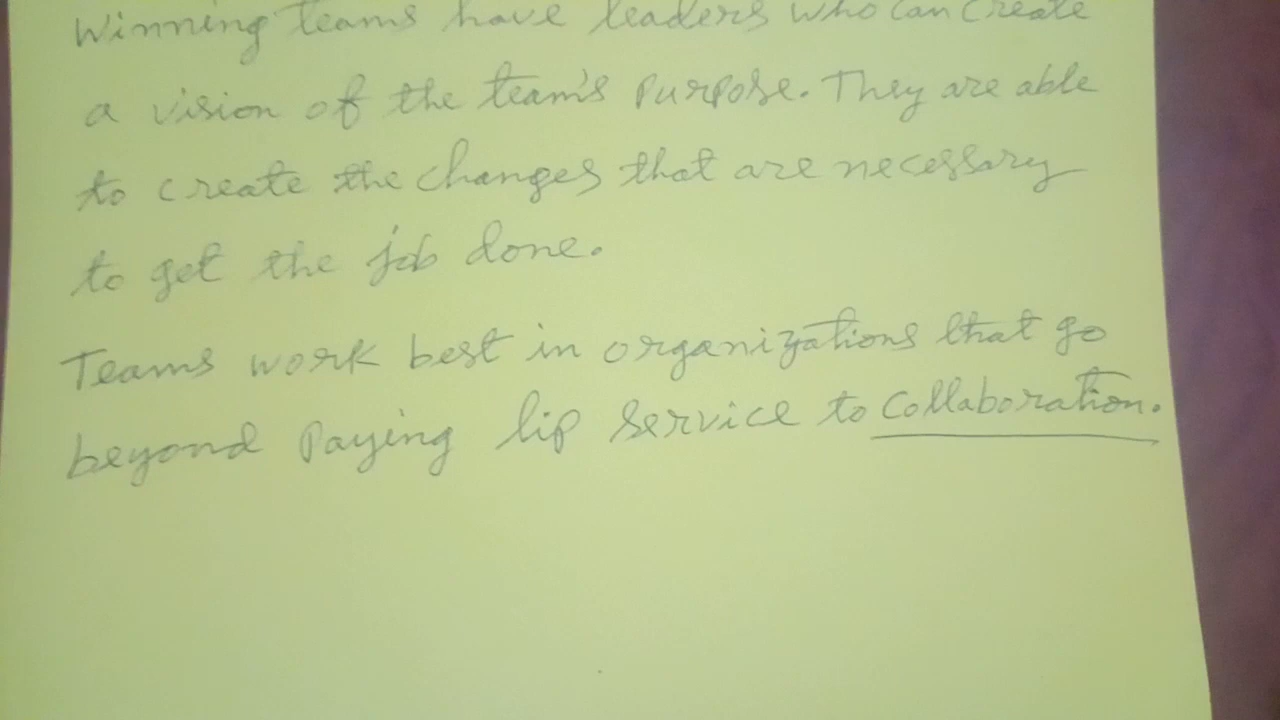 Winning teams have leaders who can create
a vision of the team's purpose. They are able
to create the changes that are necessary
to get the job done.
Teams work best in organizations that go
beyond paying lip service to collaboration.